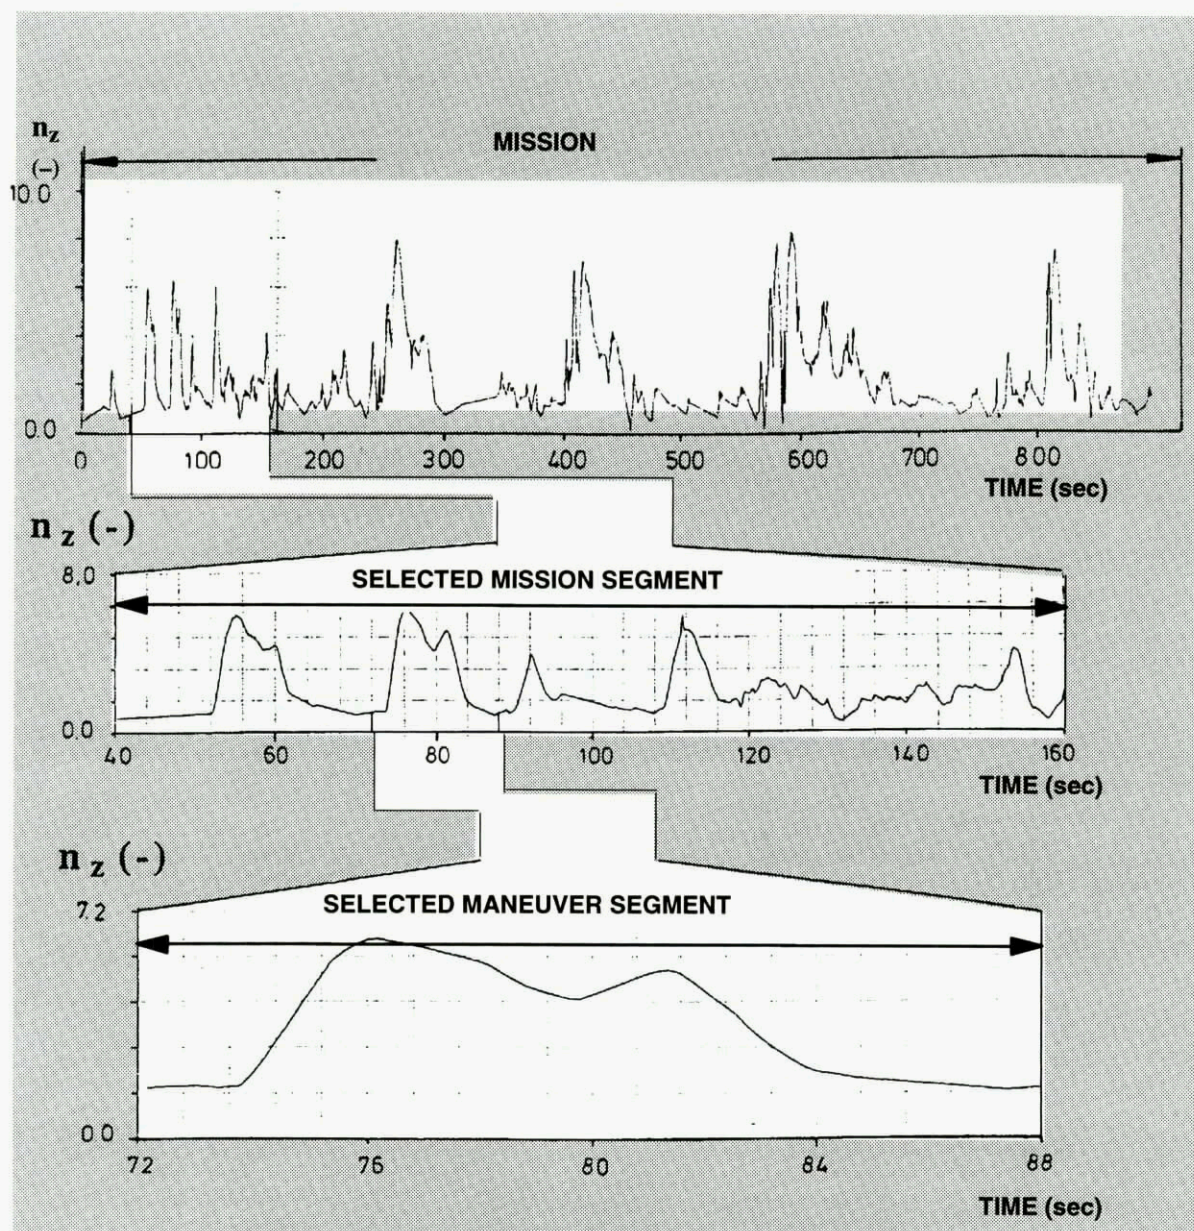 n_z
MISSION
(-)
10.0
0.0
0 100 200 300 400 500 600 700 800
TIME (sec)
n_z (-)
8.0
SELECTED MISSION SEGMENT
0.0
40 60 80 100 120 140 160
TIME (sec)
n_z (-)
7.2
SELECTED MANEUVER SEGMENT
0.0
72 76 80 84 88
TIME (sec)